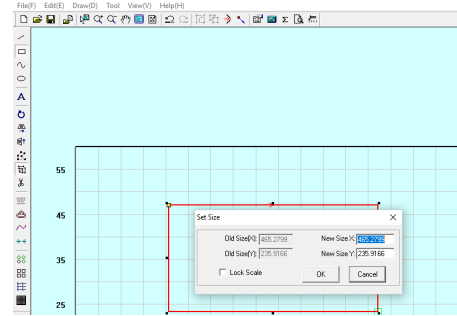 File(F) Edit(E) Draw(D) Tool View(V) Help(H)
A
Σ
55
45
35
25
Set Size
Old Size(X): 465.2799 New Size X: 465.2799
Old Size(Y): 235.9166 New Size Y: 235.9166
Lock Scale OK Cancel